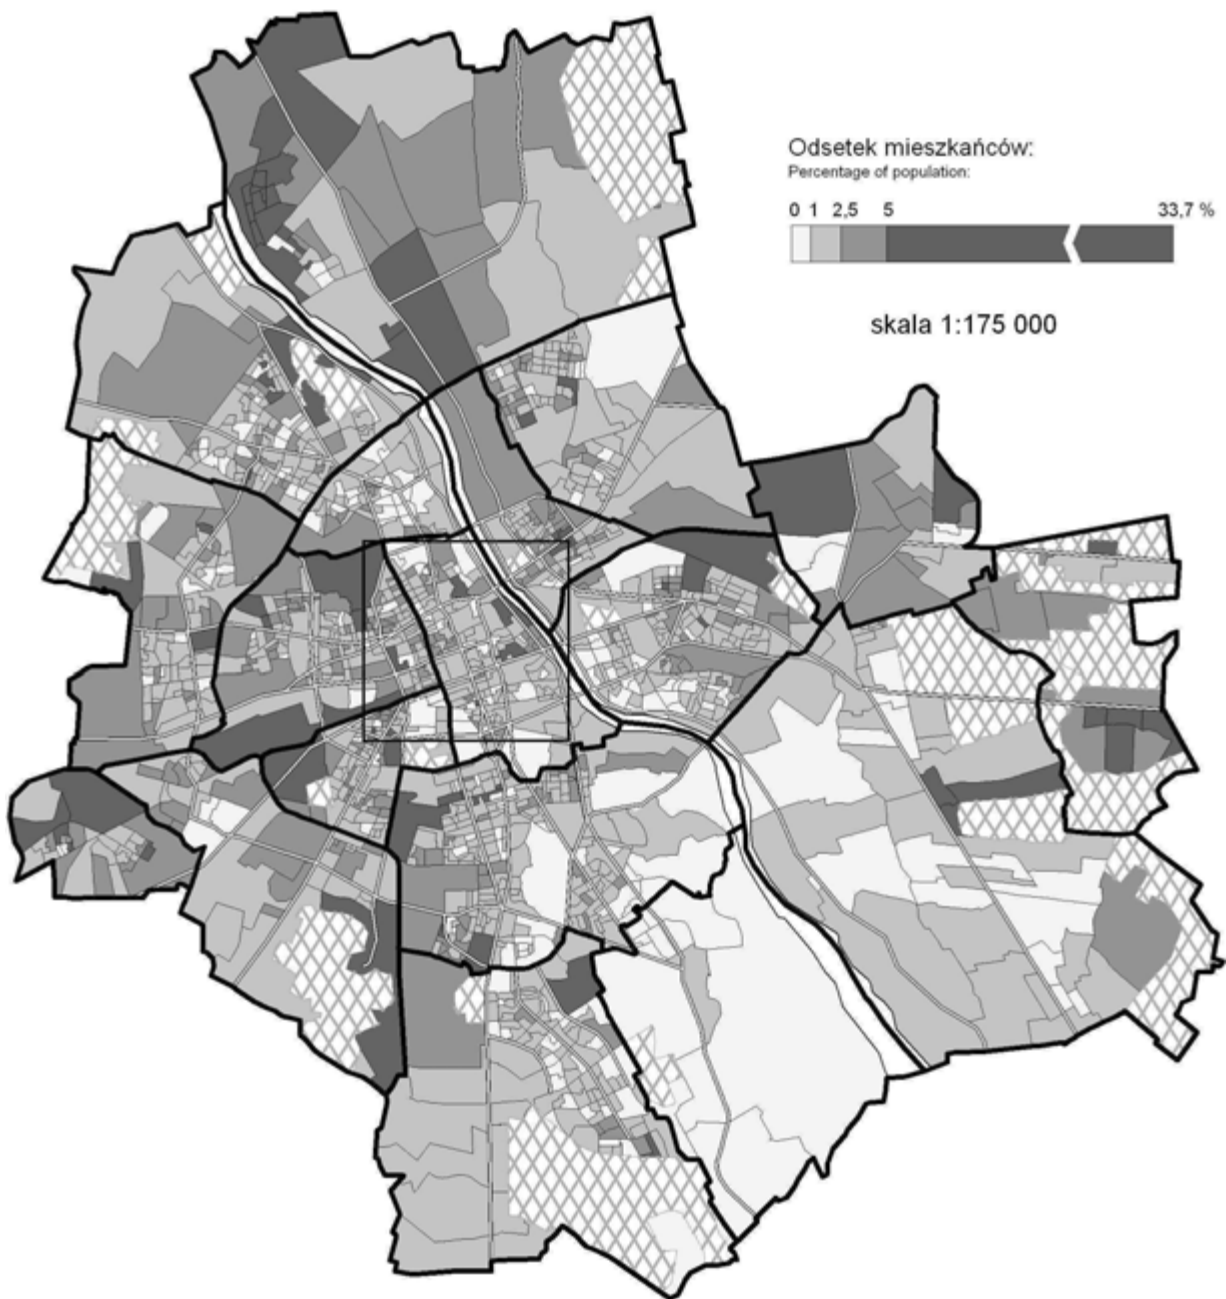 Odsetek mieszkańców:
Percentage of population:
0 1 2,5 5 33,7 %
skala 1:175 000